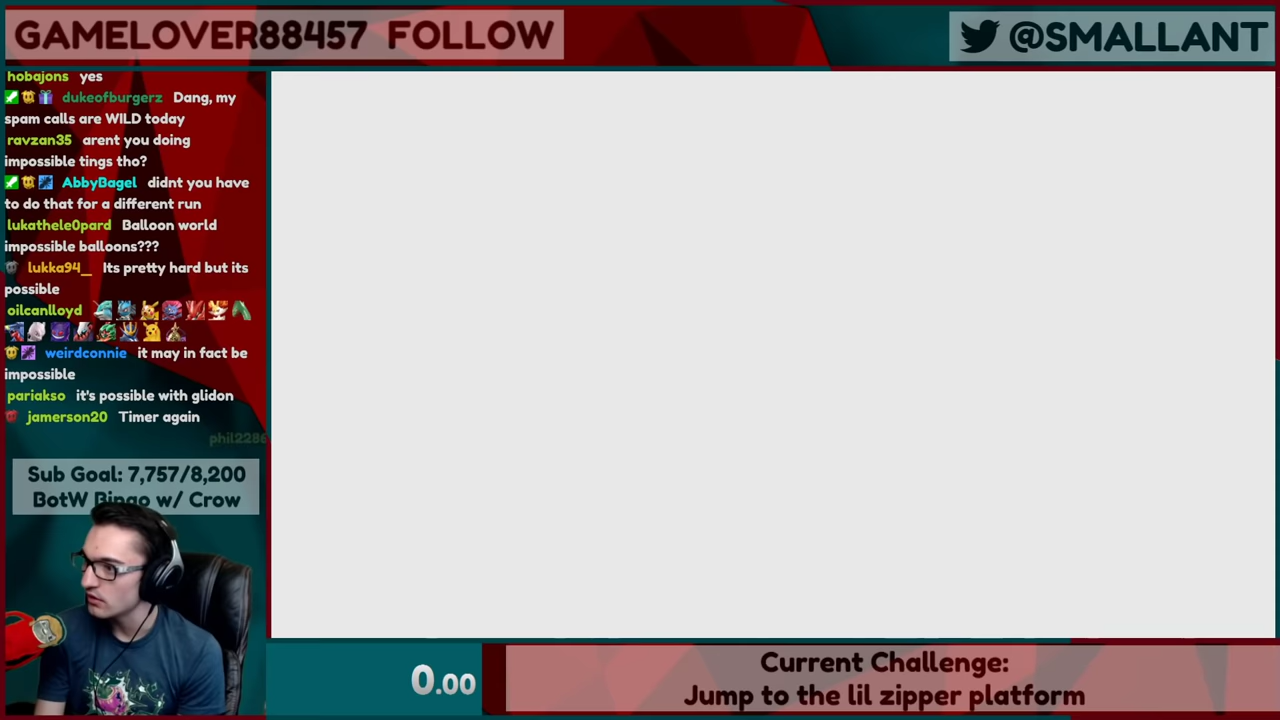 GAMELOVER88457 FOLLOW
@SMALLANT
hobajons yes
dukeofburgerz Dang, my
spam calls are WILD today
ravzan35 arent you doing
impossible tings tho?
AbbyBagel didnt you have
to do that for a different run
lukathele0pard Balloon world
impossible balloons???
lukka94_ Its pretty hard but its
possible
oilcanlloyd
weirdconnie it may in fact be
impossible
pariakso it's possible with glidon
jamerson20 Timer again
phil2286
Sub Goal: 7,757/8,200
BotW Bingo w/ Crow
0.00
Current Challenge:
Jump to the lil zipper platform